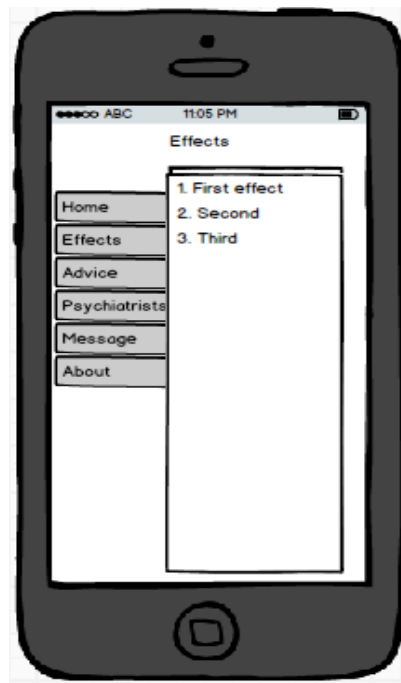 ABC 11:05 PM
Effects
Home
Effects
Advice
Psychiatrists
Message
About
1. First effect
2. Second
3. Third